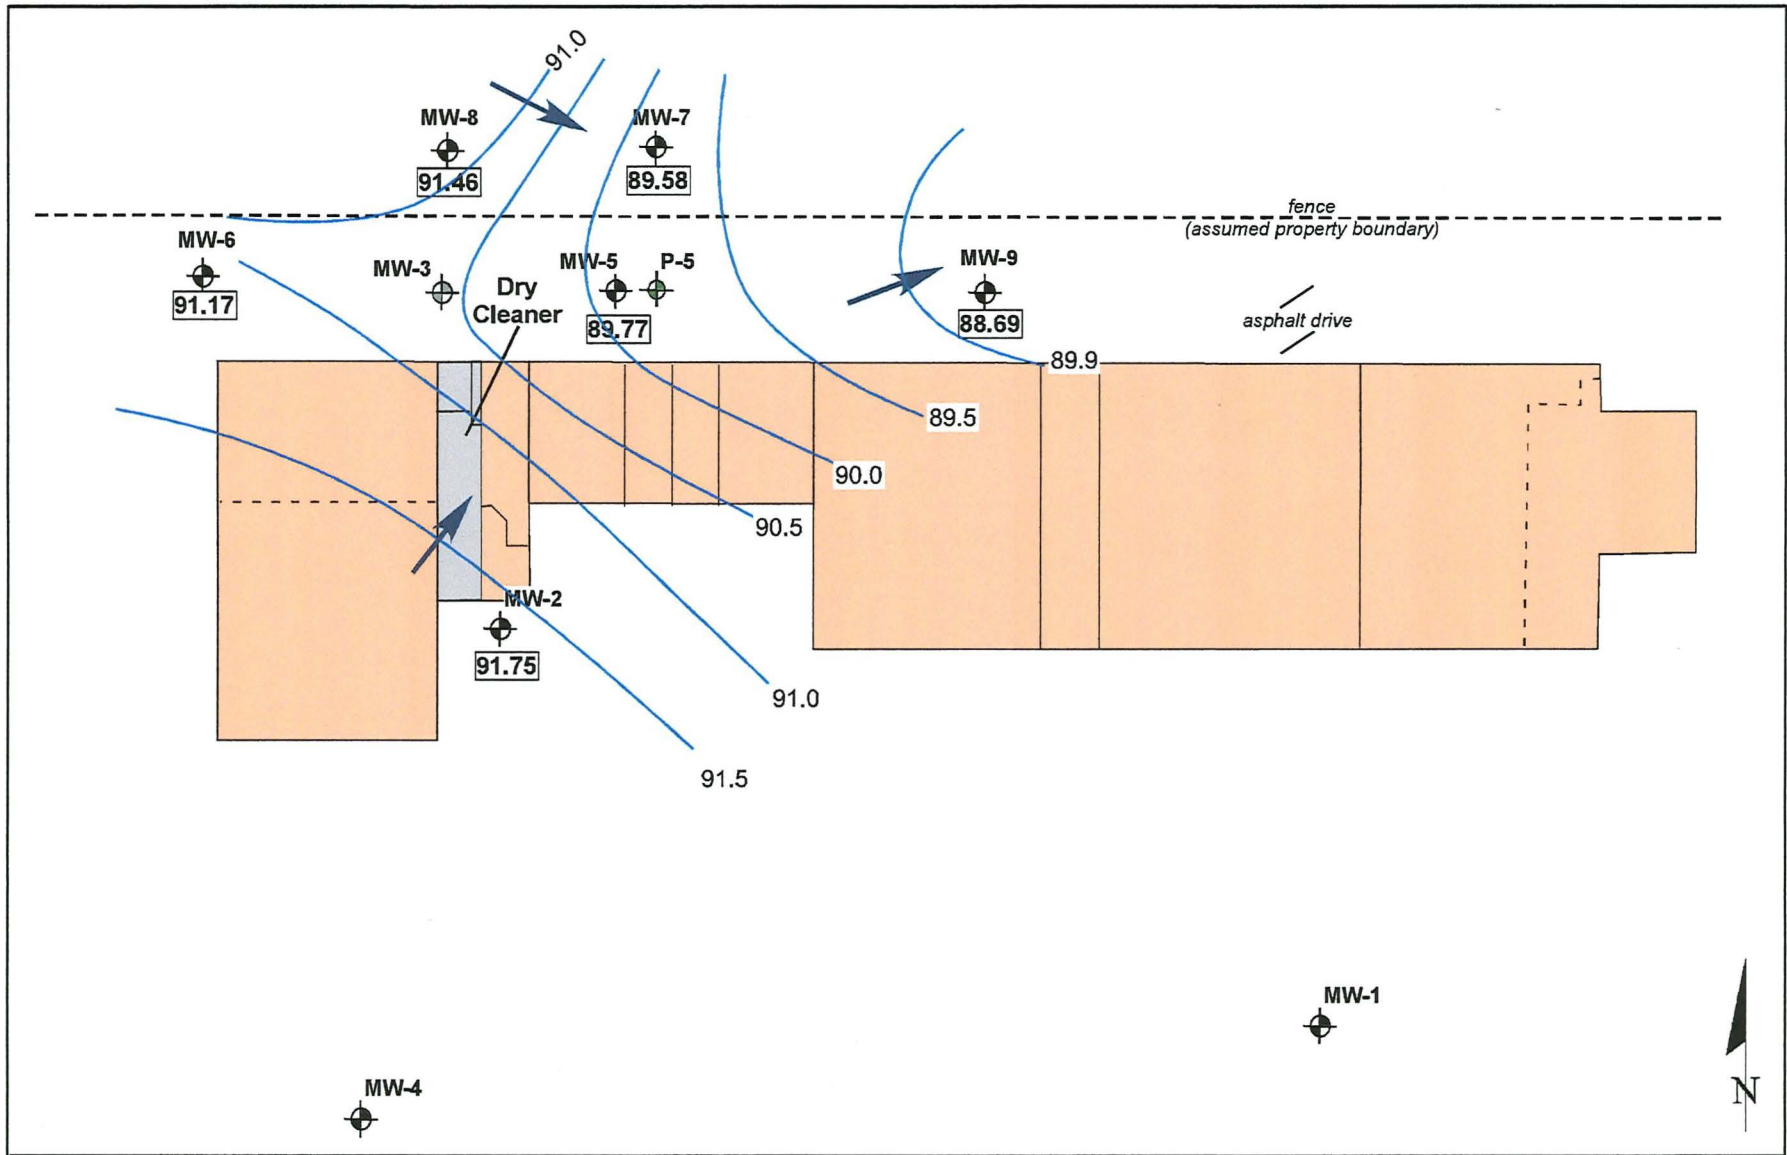 91.0
MW-8
91.46
MW-7
89.58
fence
(assumed property boundary)
MW-6
91.17
MW-3
Dry
Cleaner
MW-5
89.77
P-5
MW-9
88.69
asphalt drive
89.9
89.5
90.0
90.5
MW-2
91.75
91.0
91.5
MW-1
MW-4
N